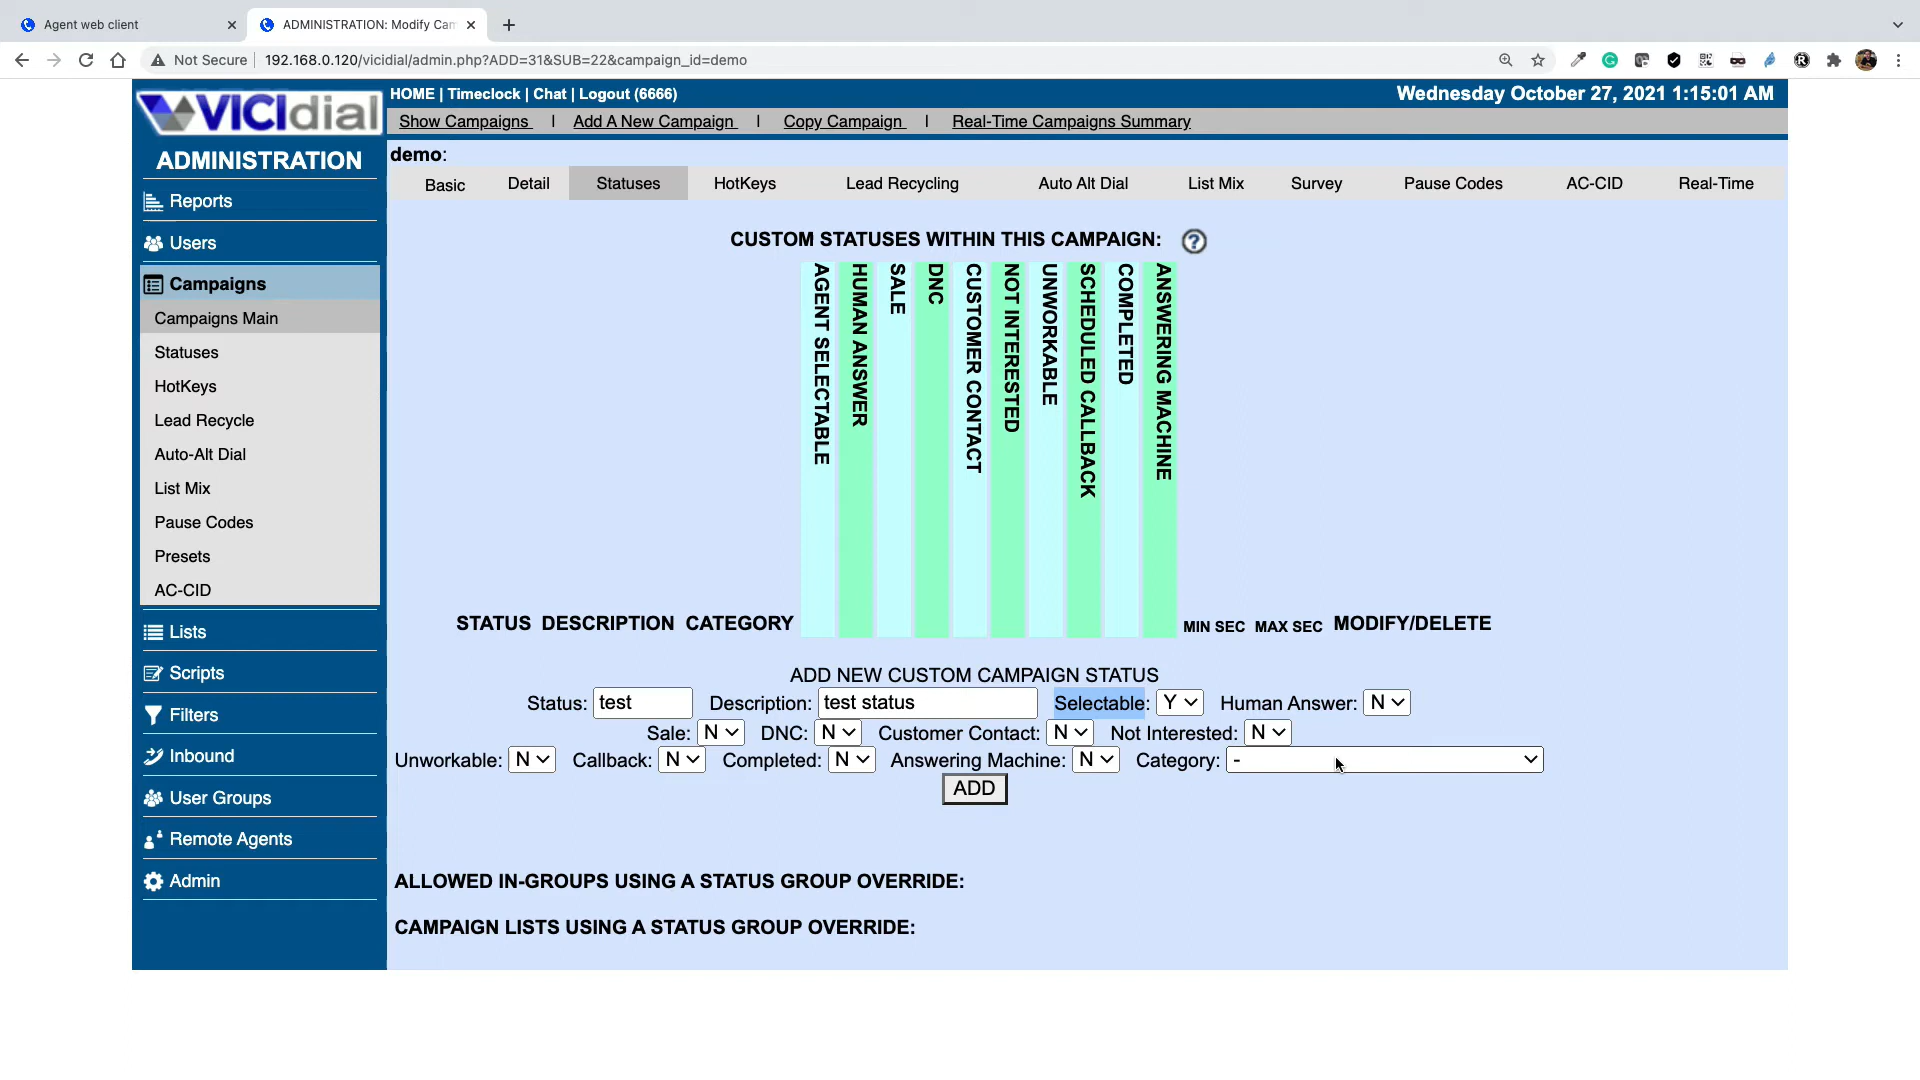 Agent web client
ADMINISTRATION: Modify Cam
Not Secure
192.168.0.120/vicidial/admin.php?ADD=31&SUB=22&campaign_id=demo
VICIdial
HOME | Timeclock | Chat | Logout (6666)
Wednesday October 27, 2021 1:15:01 AM
Show Campaigns | Add A New Campaign | Copy Campaign | Real-Time Campaigns Summary
ADMINISTRATION
Reports
Users
Campaigns
Campaigns Main
Statuses
HotKeys
Lead Recycle
Auto-Alt Dial
List Mix
Pause Codes
Presets
AC-CID
Lists
Scripts
Filters
Inbound
User Groups
Remote Agents
Admin
demo:
Basic Detail Statuses HotKeys Lead Recycling Auto Alt Dial List Mix Survey Pause Codes AC-CID Real-Time
CUSTOM STATUSES WITHIN THIS CAMPAIGN: ?
STATUS DESCRIPTION CATEGORY
AGENT SELECTABLE
HUMAN ANSWER
SALE
DNC
CUSTOMER CONTACT
NOT INTERESTED
UNWORKABLE
SCHEDULED CALLBACK
COMPLETED
ANSWERING MACHINE
MIN SEC MAX SEC MODIFY/DELETE
ADD NEW CUSTOM CAMPAIGN STATUS
Status: test Description: test status Selectable: Y Human Answer: N
Sale: N DNC: N Customer Contact: N Not Interested: N
Unworkable: N Callback: N Completed: N Answering Machine: N Category: -
ADD
ALLOWED IN-GROUPS USING A STATUS GROUP OVERRIDE:
CAMPAIGN LISTS USING A STATUS GROUP OVERRIDE: